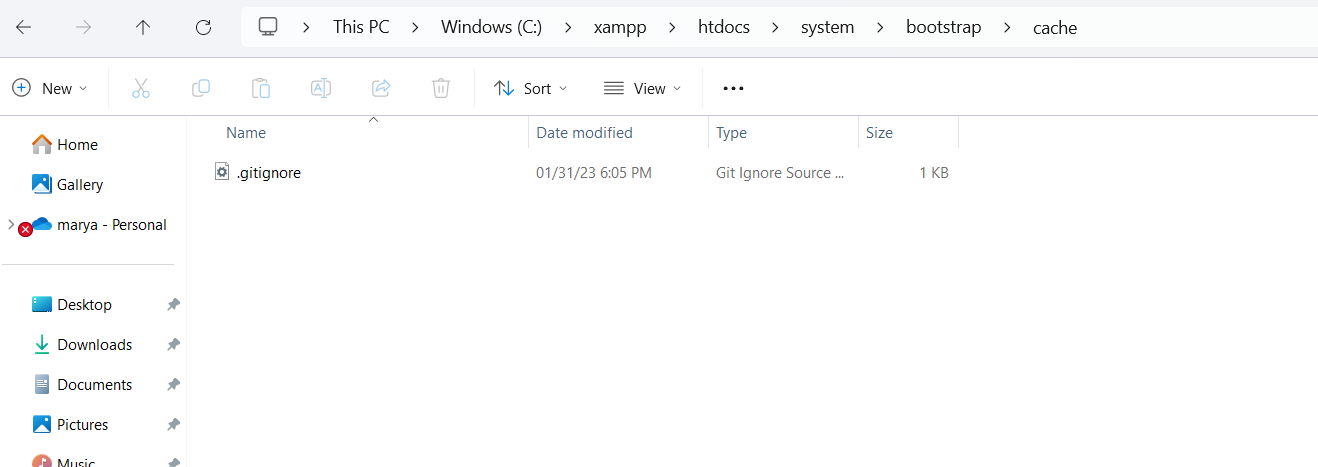 This PC > Windows (C:) > xampp > htdocs > system > bootstrap > cache
New Sort View
Name Date modified Type Size
.gitignore 01/31/23 6:05 PM Git Ignore Source ... 1 KB
Home
Gallery
marya - Personal
Desktop
Downloads
Documents
Pictures
Music